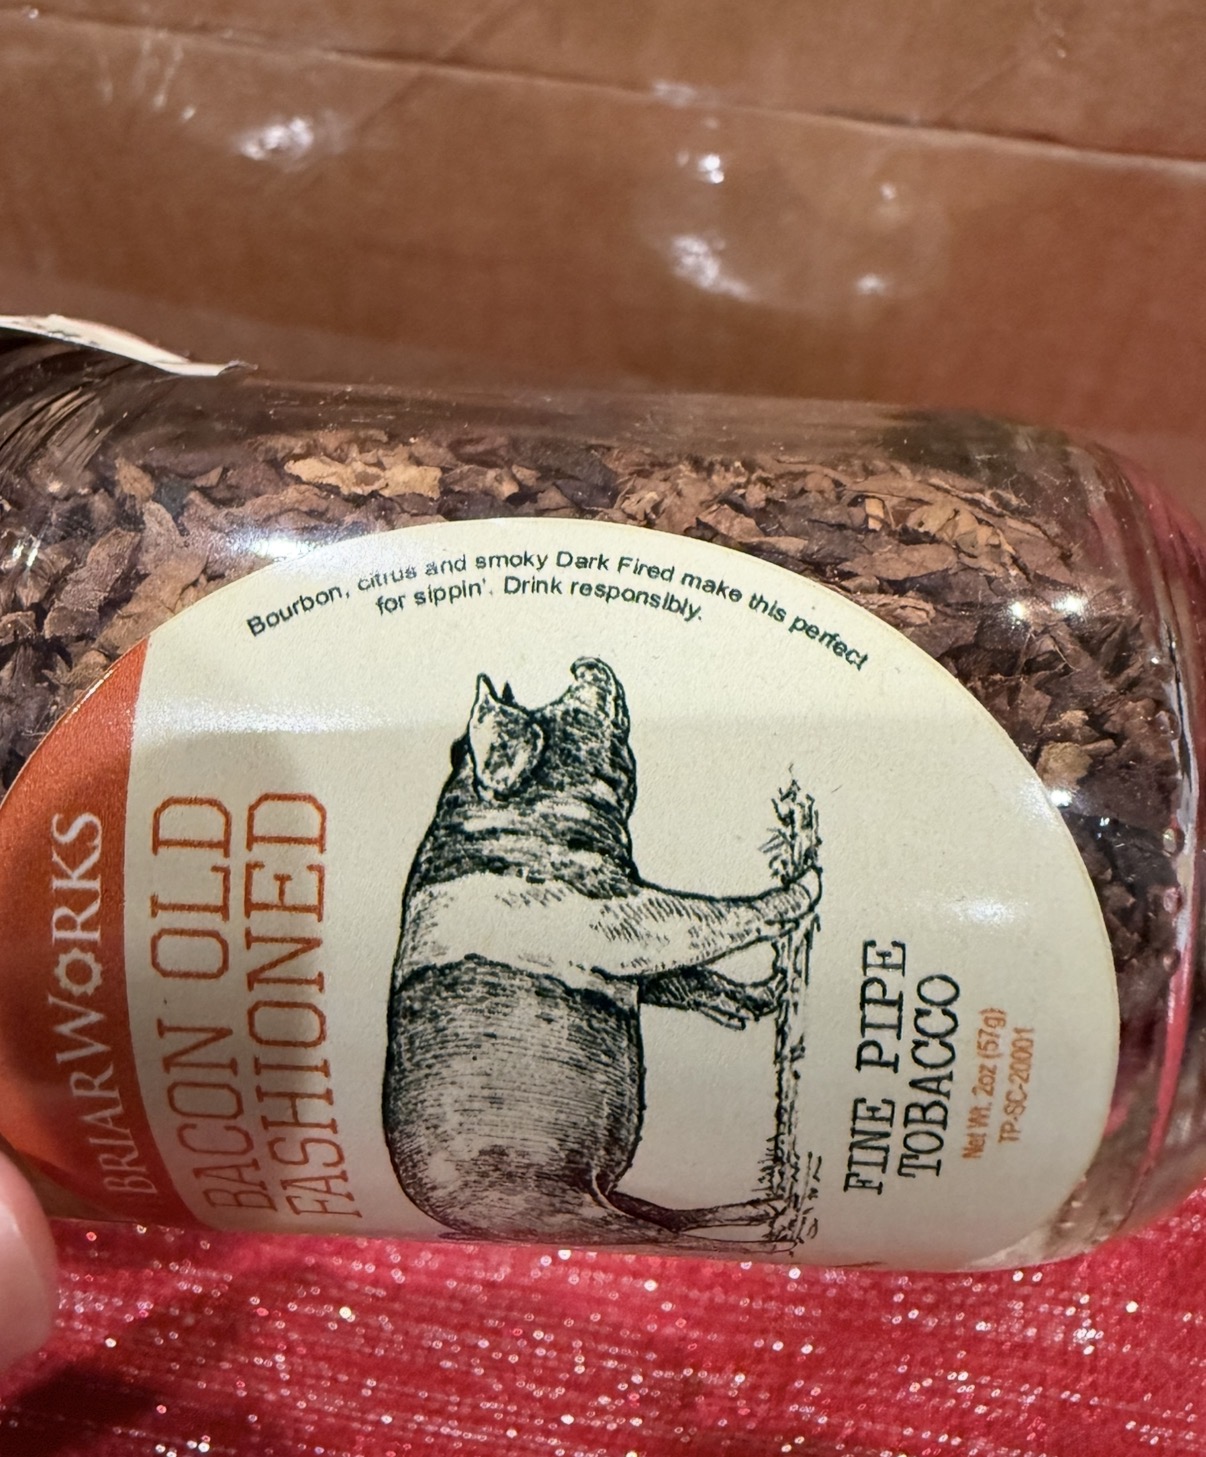 BRIARWORKS
BACON OLD
FASHIONED
Bourbon, citrus and smoky Dark Fired make this perfect
for sippin'. Drink responsibly.
FINE PIPE
TOBACCO
Net Wt. 2oz (57g)
TP-SC-20001